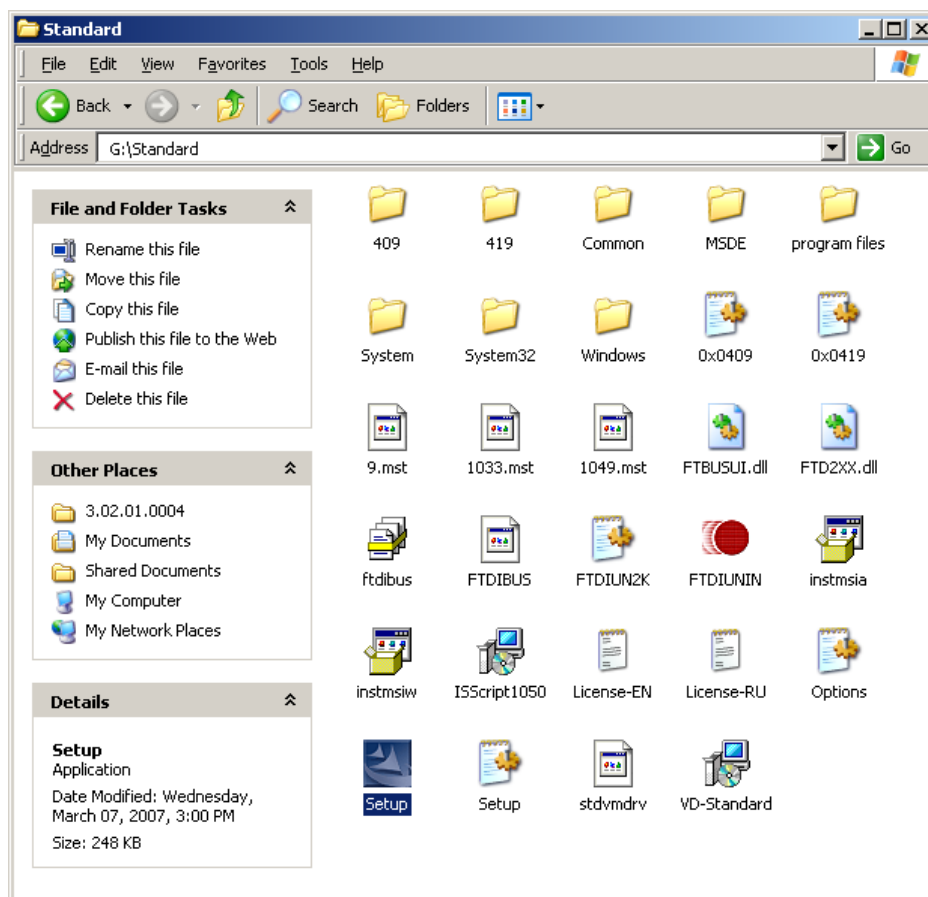 Standard
File Edit View Favorites Tools Help
Back Search Folders
Address G:\Standard Go
File and Folder Tasks
Rename this file
Move this file
Copy this file
Publish this file to the Web
E-mail this file
Delete this file
Other Places
3.02.01.0004
My Documents
Shared Documents
My Computer
My Network Places
Details
Setup
Application
Date Modified: Wednesday,
March 07, 2007, 3:00 PM
Size: 248 KB
409 419 Common MSDE program files
System System32 Windows 0x0409 0x0419
9.mst 1033.mst 1049.mst FTBUSUI.dll FTD2XX.dll
ftdibus FTDIBUS FTDIUN2K FTDIUNIN instmsia
instmsiw ISScript1050 License-EN License-RU Options
Setup Setup stdvmdrv VD-Standard